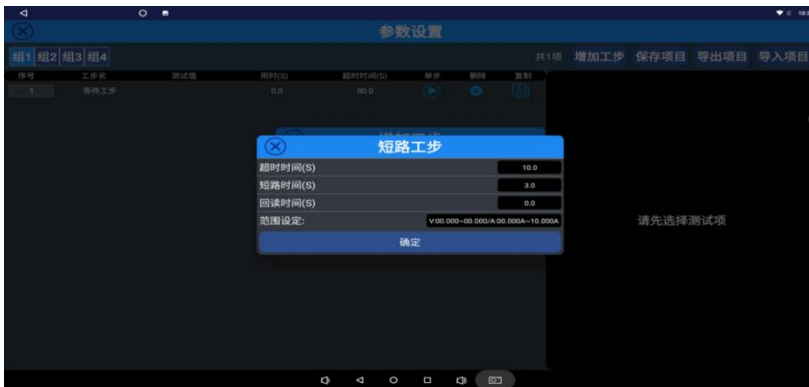 参数设置
组1 组2 组3 组4 共1项 增加工步 保存项目 导出项目 导入项目
序号 工步名 测试值 用时(S) 超时时间(S) 单步 删除 复制
1 等待工步 0.0 00.0
短路工步
超时时间(S) 10.0
短路时间(S) 3.0
回读时间(S) 0.0
范围设定: V:00.000~00.000/A:00.000A~10.000A
确定
请先选择测试项